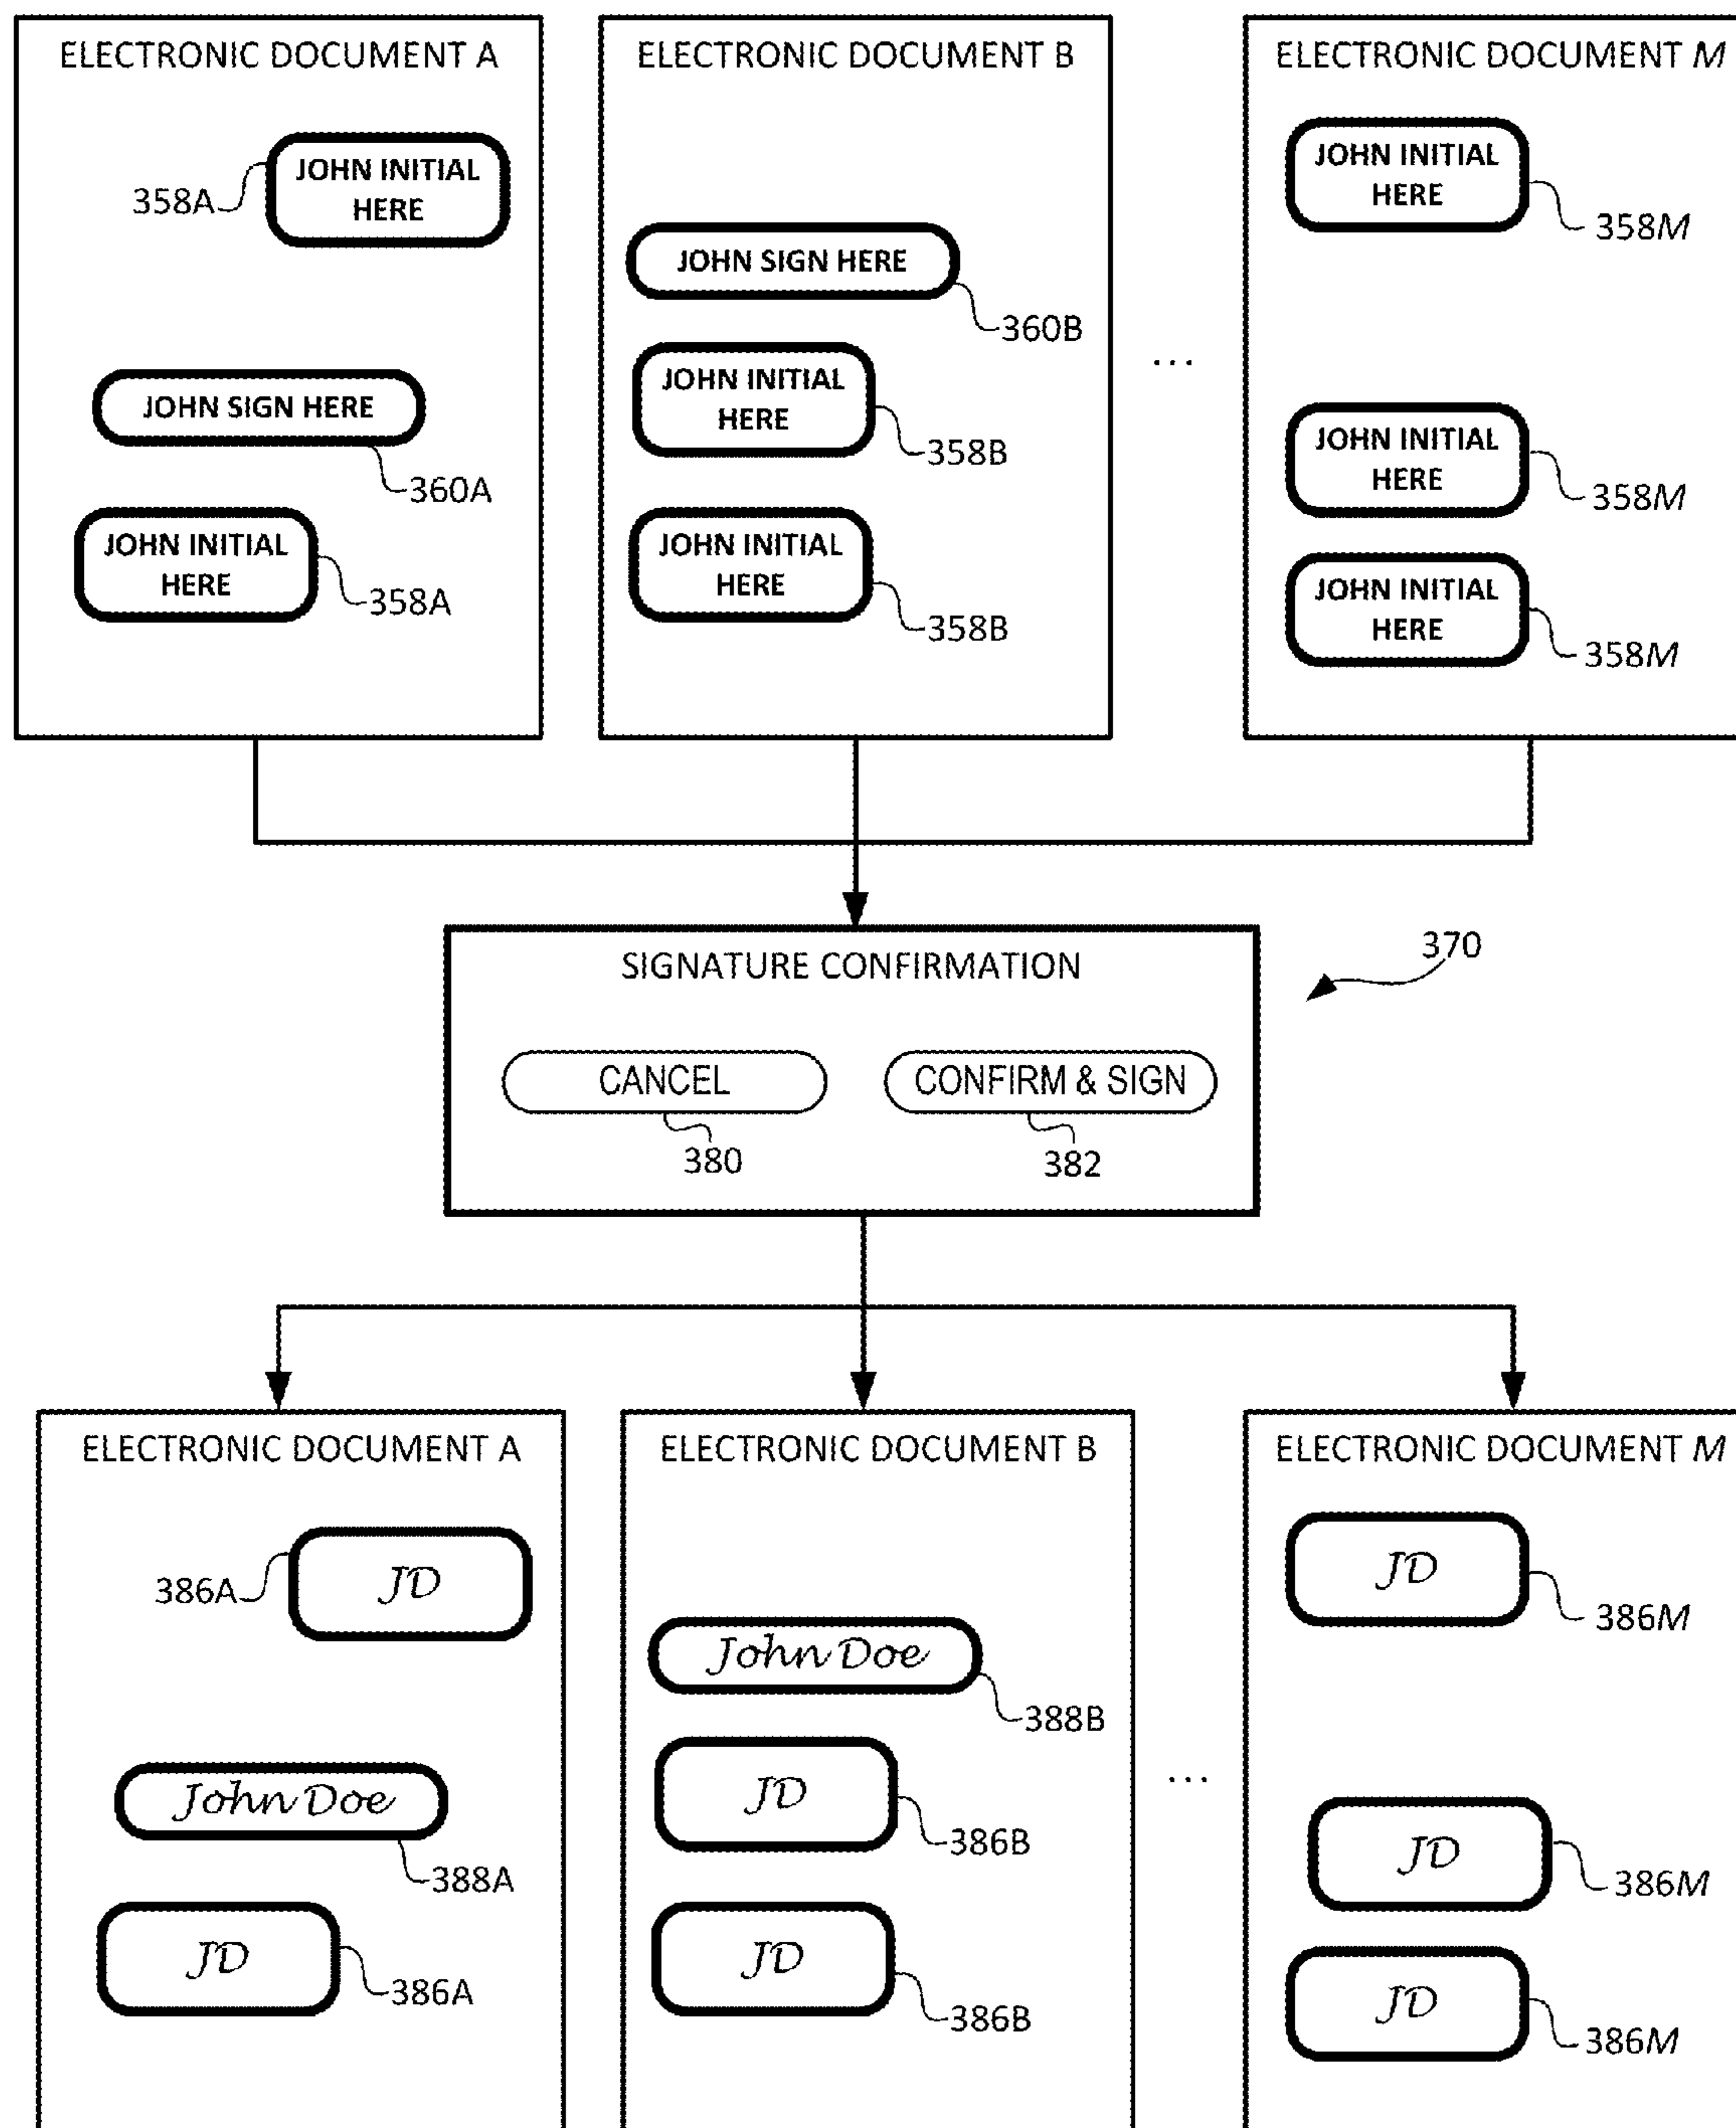 ELECTRONIC DOCUMENT A
JOHN INITIAL
HERE
358A
JOHN SIGN HERE
360A
JOHN INITIAL
HERE
358A
ELECTRONIC DOCUMENT B
JOHN SIGN HERE
360B
JOHN INITIAL
HERE
358B
JOHN INITIAL
HERE
358B
...
ELECTRONIC DOCUMENT M
JOHN INITIAL
HERE
358M
JOHN INITIAL
HERE
358M
JOHN INITIAL
HERE
358M
SIGNATURE CONFIRMATION
370
CANCEL
380
CONFIRM & SIGN
382
ELECTRONIC DOCUMENT A
JD
386A
John Doe
388A
JD
386A
ELECTRONIC DOCUMENT B
John Doe
388B
JD
386B
JD
386B
...
ELECTRONIC DOCUMENT M
JD
386M
JD
386M
JD
386M